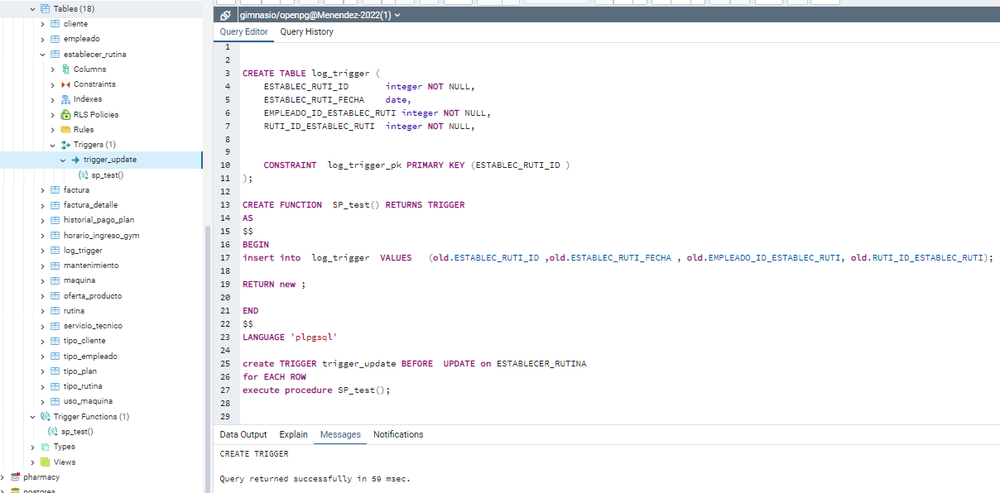 Tables (18)
cliente
empleado
establecer_rutina
Columns
Constraints
Indexes
RLS Policies
Rules
Triggers (1)
trigger_update
sp_test()
factura
factura_detalle
historial_pago_plan
horario_ingreso_gym
log_trigger
mantenimiento
maquina
oferta_producto
rutina
servicio_tecnico
tipo_cliente
tipo_empleado
tipo_plan
tipo_rutina
uso_maquina
Trigger Functions (1)
sp_test()
Types
Views
pharmacy
postgres
gimnasio/openpg@Menendez-2022(1)
Query Editor Query History
1
2
3 CREATE TABLE log_trigger (
4 ESTABLEC_RUTI_ID integer NOT NULL,
5 ESTABLEC_RUTI_FECHA date,
6 EMPLEADO_ID_ESTABLEC_RUTI integer NOT NULL,
7 RUTI_ID_ESTABLEC_RUTI integer NOT NULL,
8
9
10 CONSTRAINT log_trigger_pk PRIMARY KEY (ESTABLEC_RUTI_ID )
11 );
12
13 CREATE FUNCTION SP_test() RETURNS TRIGGER
14 AS
15 $$
16 BEGIN
17 insert into log_trigger VALUES (old.ESTABLEC_RUTI_ID ,old.ESTABLEC_RUTI_FECHA , old.EMPLEADO_ID_ESTABLEC_RUTI, old.RUTI_ID_ESTABLEC_RUTI);
18
19 RETURN new ;
20
21 END
22 $$
23 LANGUAGE 'plpgsql'
24
25 create TRIGGER trigger_update BEFORE UPDATE on ESTABLECER_RUTINA
26 for EACH ROW
27 execute procedure SP_test();
28
29
Data Output Explain Messages Notifications
CREATE TRIGGER
Query returned successfully in 59 msec.